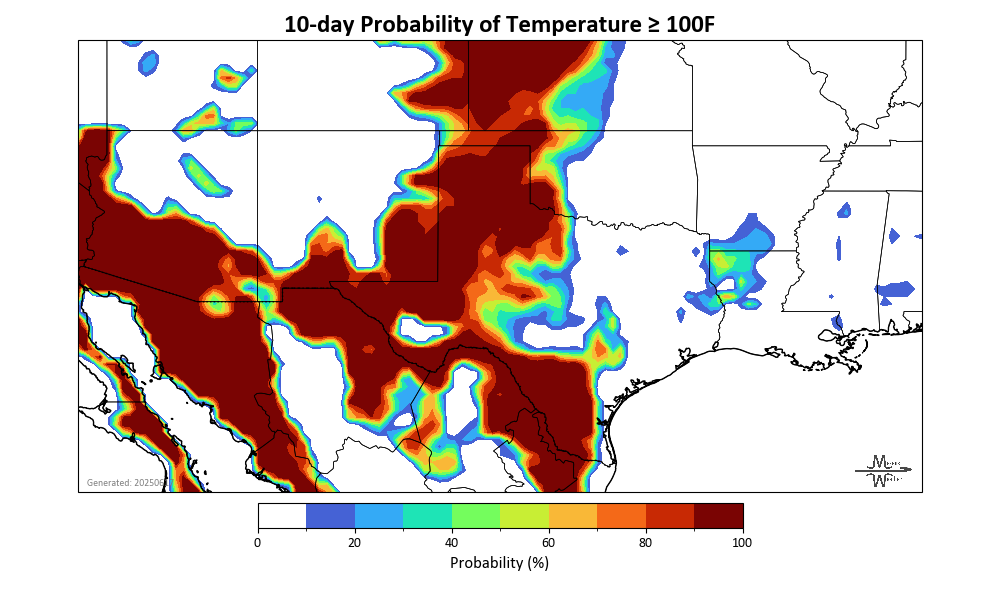 10-day Probability of Temperature ≥ 100F
Generated: 202506
0 20 40 60 80 100
Probability (%)